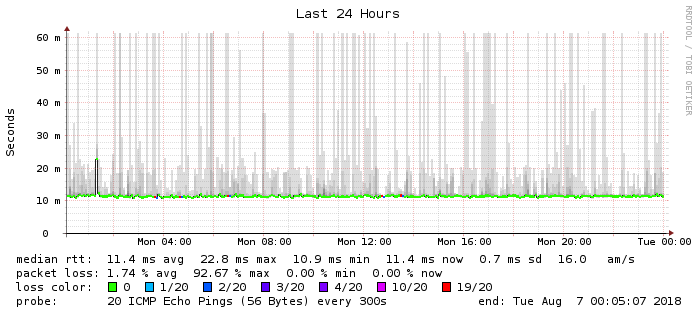 Last 24 Hours
RRDTOOL / TOBI OETIKER
Seconds
60 m
50 m
40 m
30 m
20 m
10 m
0
Mon 04:00 Mon 08:00 Mon 12:00 Mon 16:00 Mon 20:00 Tue 00:00
median rtt: 11.4 ms avg 22.8 ms max 10.9 ms min 11.4 ms now 0.7 ms sd 16.0 am/s
packet loss: 1.74 % avg 92.67 % max 0.00 % min 0.00 % now
loss color: 0 1/20 2/20 3/20 4/20 10/20 19/20
probe: 20 ICMP Echo Pings (56 Bytes) every 300s end: Tue Aug 7 00:05:07 2018